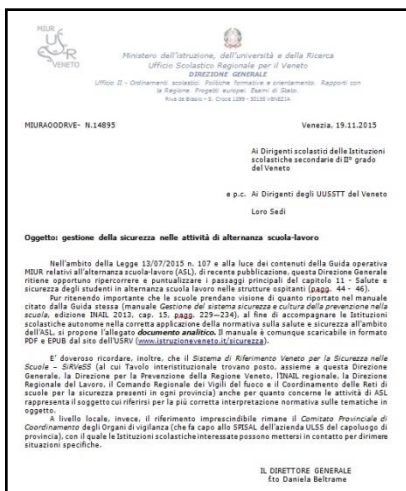 MIUR
VENETO
Ministero dell'istruzione, dell'università e della Ricerca
Ufficio Scolastico Regionale per il Veneto
DIREZIONE GENERALE
Ufficio II - Ordinamenti scolastici. Politiche formative e orientamento. Rapporti con
la Regione. Progetti europei. Esami di Stato.
Riva de Biasio – S. Croce 1299 - 30135 VENEZIA
MIURAOODRVE- N.14895 Venezia, 19.11.2015
Ai Dirigenti scolastici delle Istituzioni
scolastiche secondarie di II° grado
del Veneto
e p.c. Ai Dirigenti degli UUSSTT del Veneto
Loro Sedi
Oggetto: gestione della sicurezza nelle attività di alternanza scuola-lavoro
Nell'ambito della Legge 13/07/2015 n. 107 e alla luce dei contenuti della Guida operativa
MIUR relativi all'alternanza scuola-lavoro (ASL), di recente pubblicazione, questa Direzione Generale
ritiene opportuno ripercorrere e puntualizzare i passaggi principali del capitolo 11 - Salute e
sicurezza degli studenti in alternanza scuola lavoro nelle strutture ospitanti (pagg. 44 - 46).
Pur ritenendo importante che le scuole prendano visione di quanto riportato nel manuale
citato dalla Guida stessa (manuale Gestione del sistema sicurezza e cultura della prevenzione nella
scuola, edizione INAIL 2013, cap. 15, pagg. 229—234), al fine di accompagnare le Istituzioni
scolastiche autonome nella corretta applicazione della normativa sulla salute e sicurezza all'ambito
dell'ASL, si propone l'allegato documento analitico. Il manuale è comunque scaricabile in formato
PDF e EPUB dal sito dell'USRV (www.istruzioneveneto.it/sicurezza).
E' doveroso ricordare, inoltre, che il Sistema di Riferimento Veneto per la Sicurezza nelle
Scuole – SiRVeSS (al cui Tavolo interistituzionale trovano posto, assieme a questa Direzione
Generale, la Direzione per la Prevenzione della Regione Veneto, l'INAIL regionale, la Direzione
Regionale del Lavoro, il Comando Regionale dei Vigili del fuoco e il Coordinamento delle Reti di
scuole per la sicurezza presenti in ogni provincia) anche per quanto concerne le attività di ASL
rappresenta il soggetto cui riferirsi per la più corretta interpretazione normativa sulle tematiche in
oggetto.
A livello locale, invece, il riferimento imprescindibile rimane il Comitato Provinciale di
Coordinamento degli Organi di vigilanza (che fa capo allo SPISAL dell'azienda ULSS del capoluogo di
provincia), con il quale le Istituzioni scolastiche interessate possono mettersi in contatto per dirimere
situazioni specifiche.
IL DIRETTORE GENERALE
f.to Daniela Beltrame